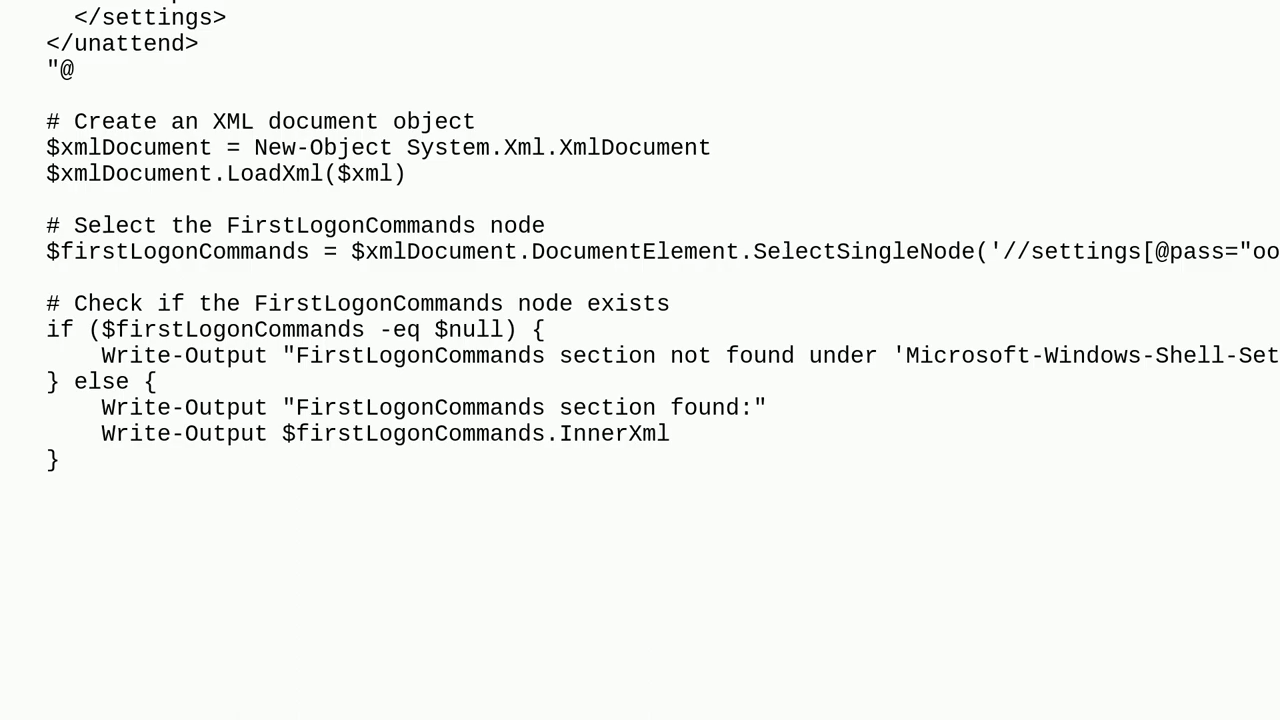 </settings>
</unattend>
"@
# Create an XML document object
$xmlDocument = New-Object System.Xml.XmlDocument
$xmlDocument.LoadXml($xml)
# Select the FirstLogonCommands node
$firstLogonCommands = $xmlDocument.DocumentElement.SelectSingleNode('//settings[@pass="oo
# Check if the FirstLogonCommands node exists
if ($firstLogonCommands -eq $null) {
Write-Output "FirstLogonCommands section not found under 'Microsoft-Windows-Shell-Set
} else {
Write-Output "FirstLogonCommands section found:"
Write-Output $firstLogonCommands.InnerXml
}